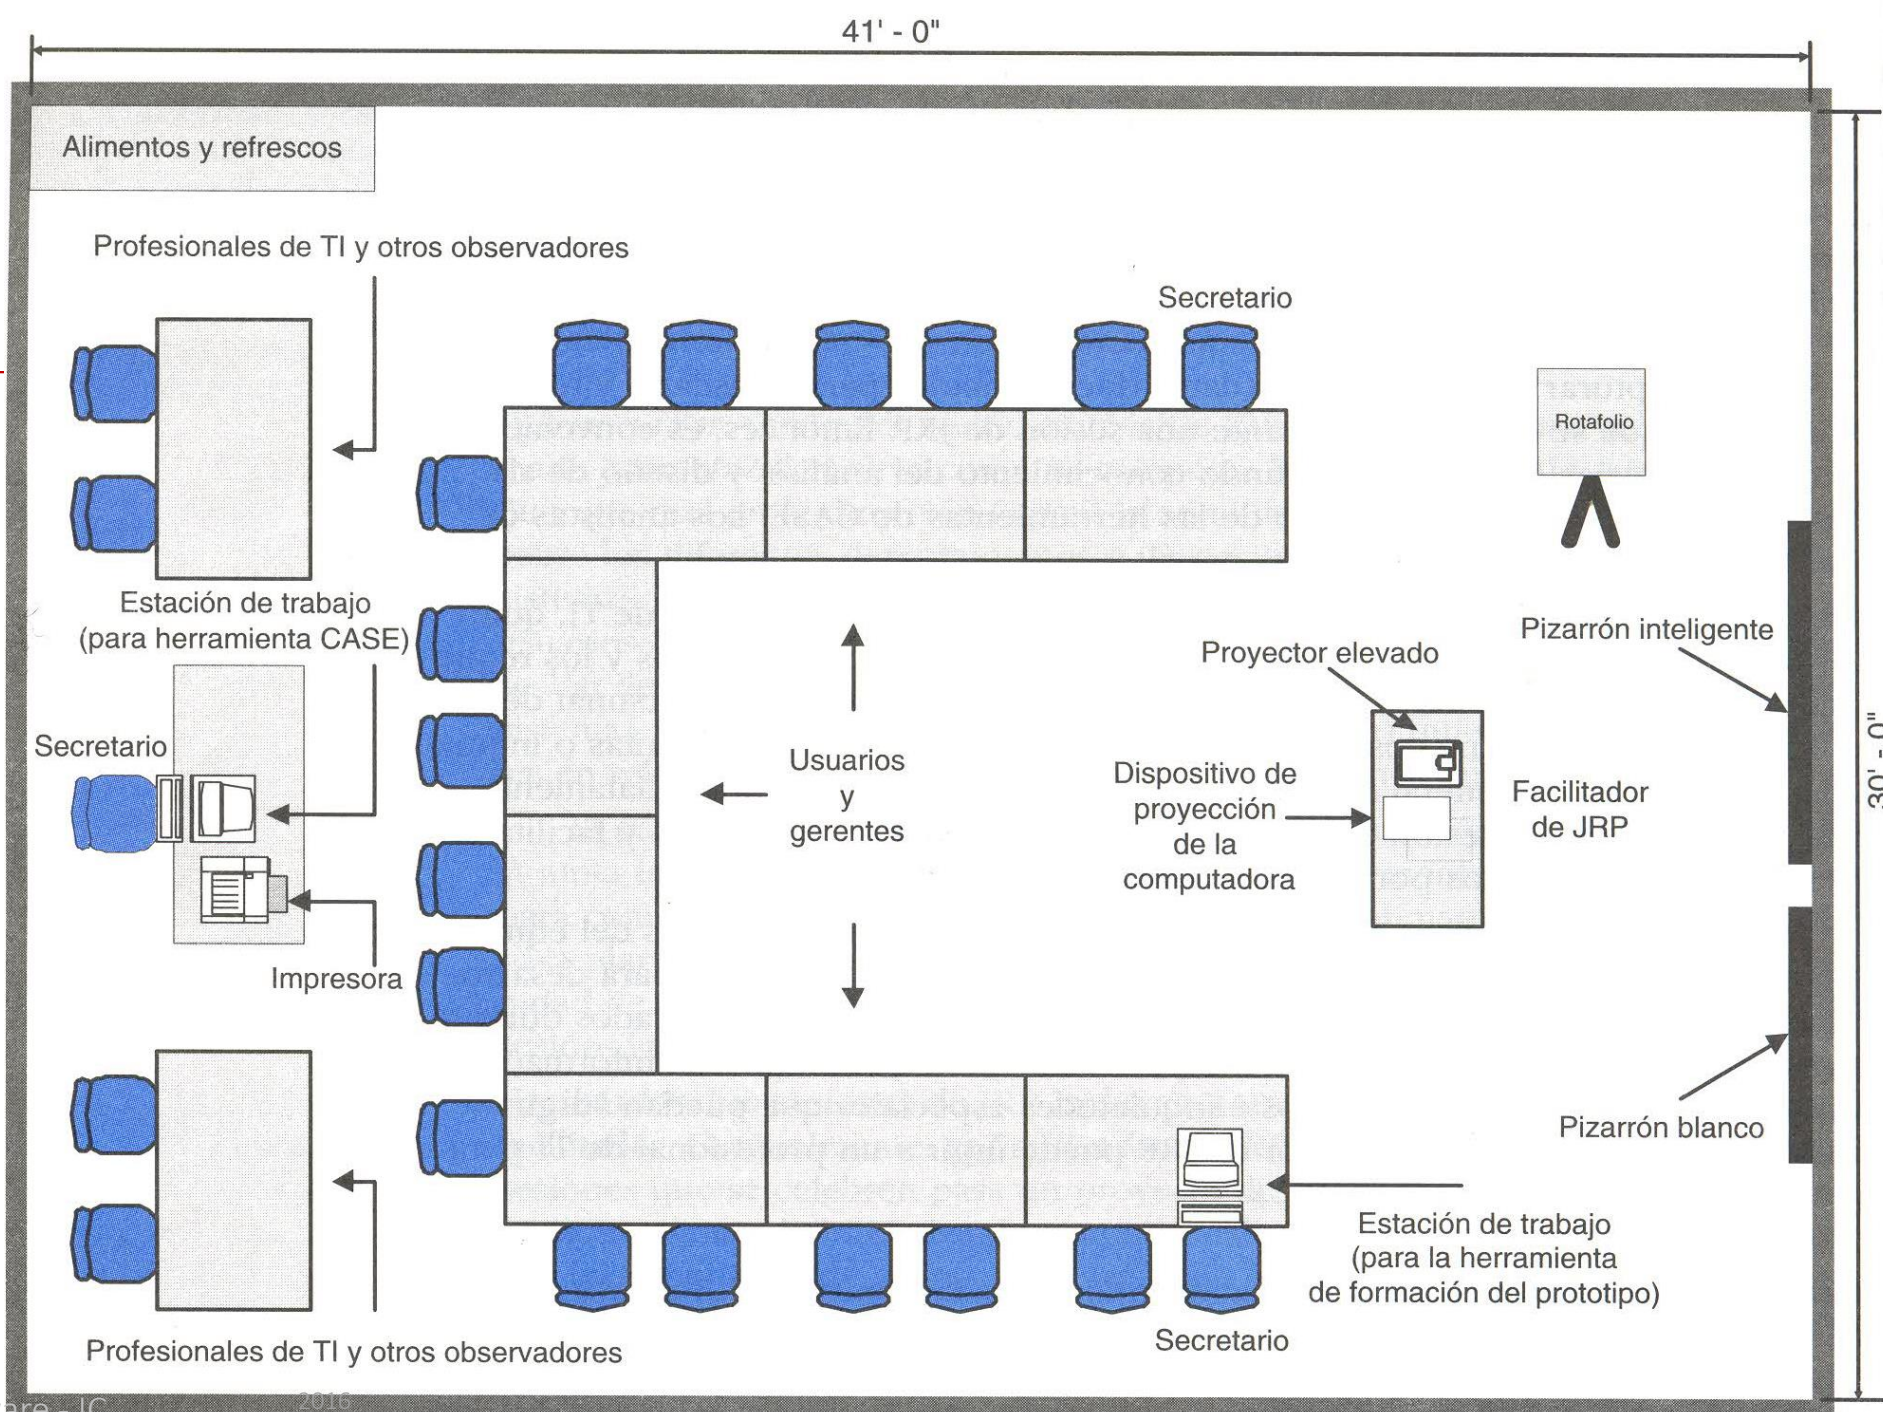 41' - 0"
Alimentos y refrescos
Profesionales de TI y otros observadores
Secretario
Rotafolio
Estación de trabajo
(para herramienta CASE)
Pizarrón inteligente
Proyector elevado
Secretario
Usuarios
y
gerentes
Dispositivo de
proyección
de la
computadora
Facilitador
de JRP
30' - 0"
Impresora
Pizarrón blanco
Estación de trabajo
(para la herramienta
de formación del prototipo)
Secretario
Profesionales de TI y otros observadores
2016